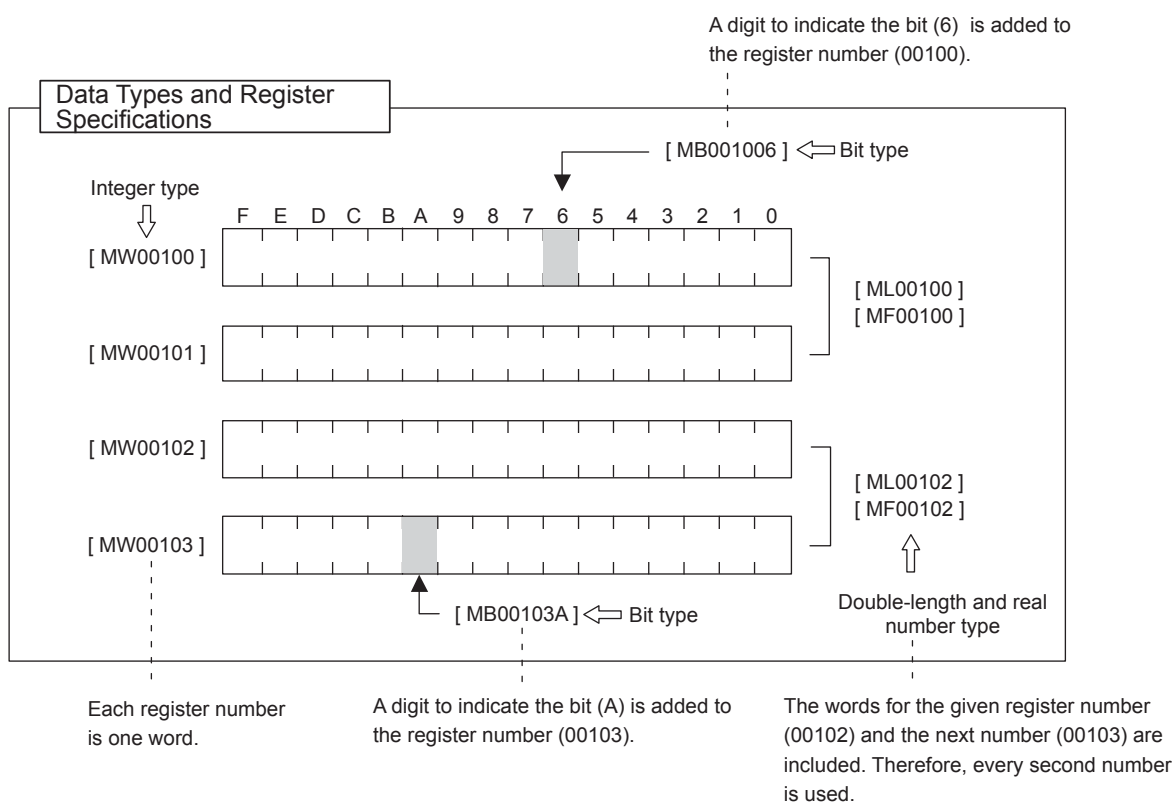 A digit to indicate the bit (6) is added to
the register number (00100).
Data Types and Register
Specifications
[ MB001006 ] Bit type
Integer type
F E D C B A 9 8 7 6 5 4 3 2 1 0
[ MW00100 ]
[ ML00100 ]
[ MF00100 ]
[ MW00101 ]
[ MW00102 ]
[ ML00102 ]
[ MF00102 ]
[ MW00103 ]
[ MB00103A ] Bit type
Double-length and real
number type
Each register number
is one word.
A digit to indicate the bit (A) is added to
the register number (00103).
The words for the given register number
(00102) and the next number (00103) are
included. Therefore, every second number
is used.